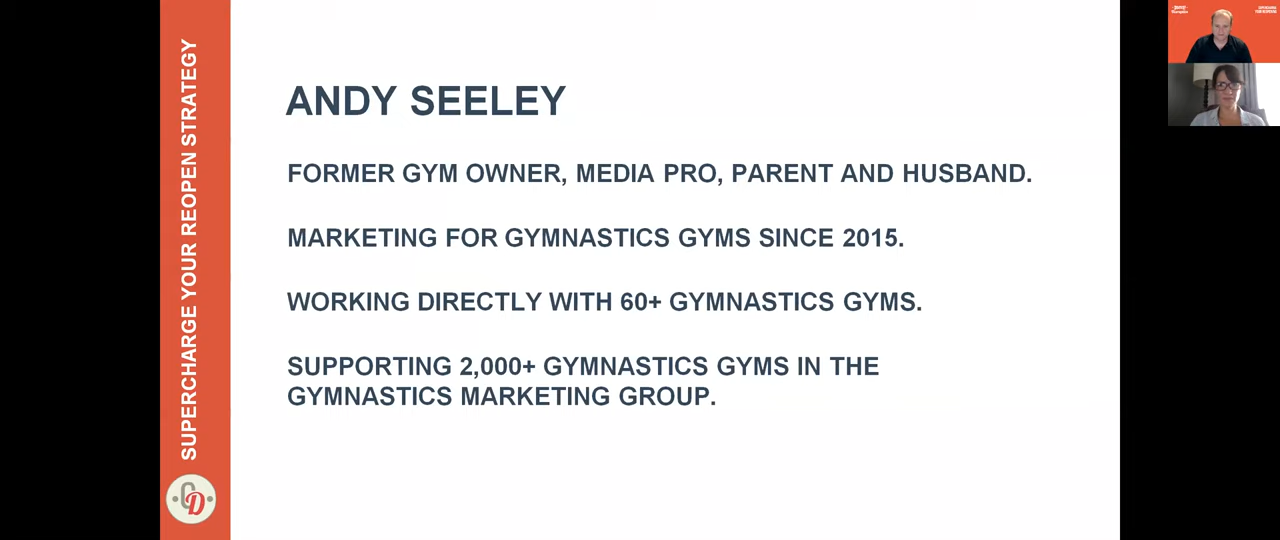 SUPERCHARGE YOUR REOPEN STRATEGY
ANDY SEELEY
FORMER GYM OWNER, MEDIA PRO, PARENT AND HUSBAND.
MARKETING FOR GYMNASTICS GYMS SINCE 2015.
WORKING DIRECTLY WITH 60+ GYMNASTICS GYMS.
SUPPORTING 2,000+ GYMNASTICS GYMS IN THE
GYMNASTICS MARKETING GROUP.
CD